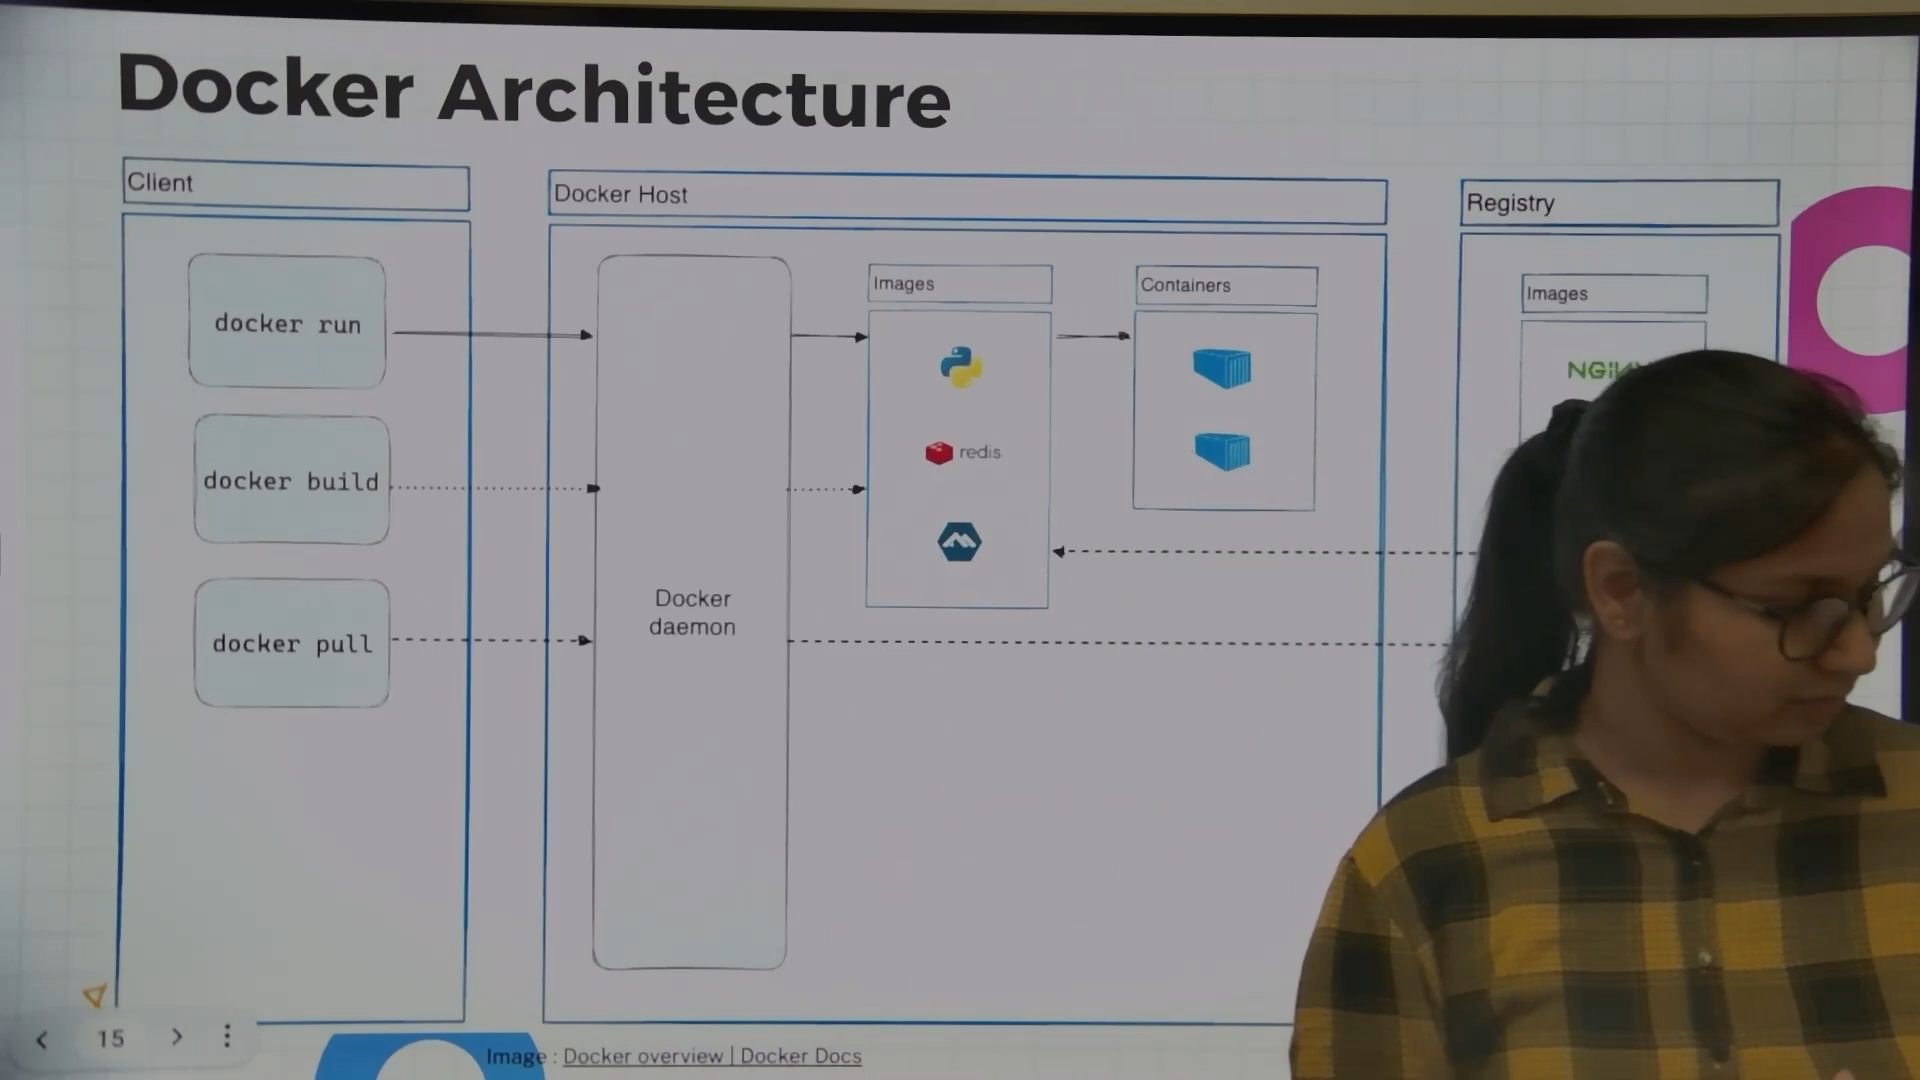 Docker Architecture
Client
Docker Host
Registry
docker run
docker build
docker pull
Docker
daemon
Images
redis
Containers
Images
15
Image : Docker overview | Docker Docs